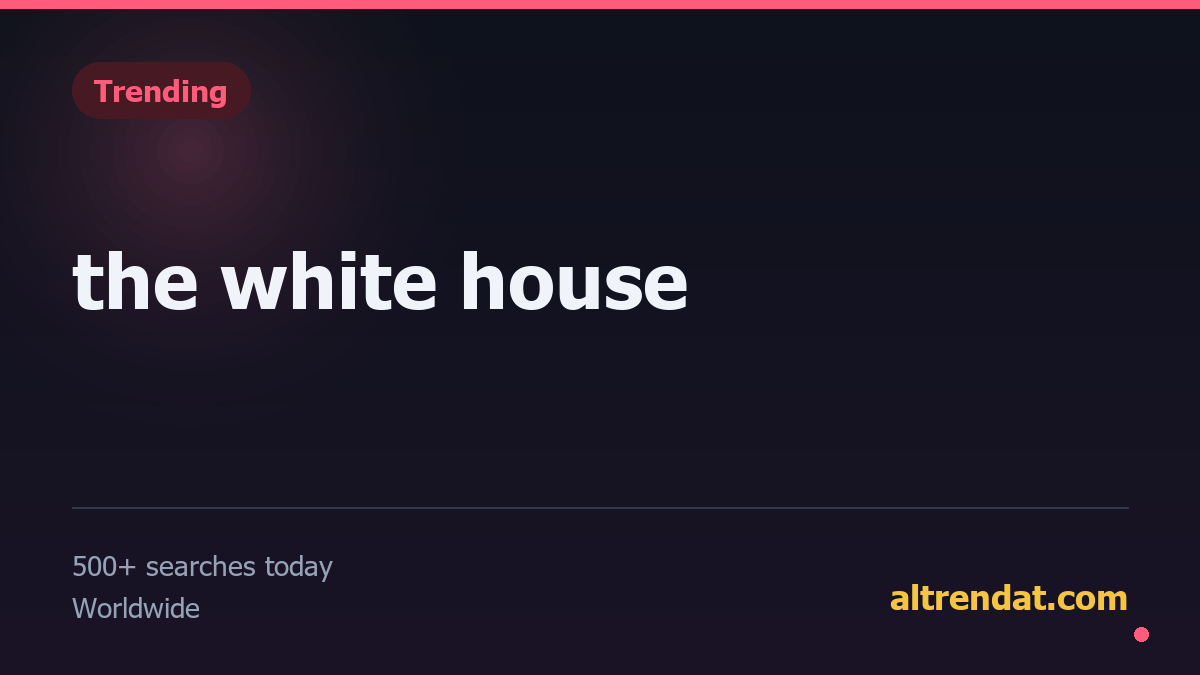 Trending
the white house
500+ searches today
Worldwide
altrendat.com